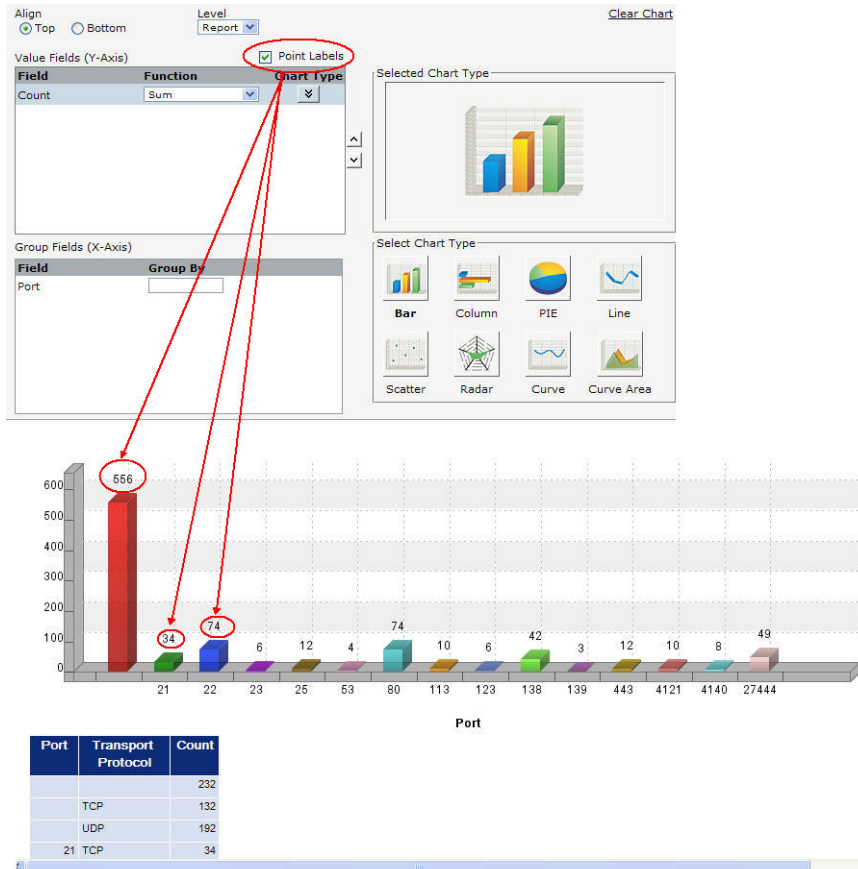 Align Level Clear Chart
Top Bottom Report
Value Fields (Y-Axis) Point Labels
Field Function Chart Type
Count Sum
Selected Chart Type
Group Fields (X-Axis)
Field Group By
Port
Select Chart Type
Bar Column PIE Line
Scatter Radar Curve Curve Area
600
500
400
300
200
100
0
556 34 74 6 12 4 74 10 6 42 3 12 10 8 49
21 22 23 25 53 80 113 123 138 139 443 4121 4140 27444
Port
Port Transport Protocol Count
232
TCP 132
UDP 192
21 TCP 34